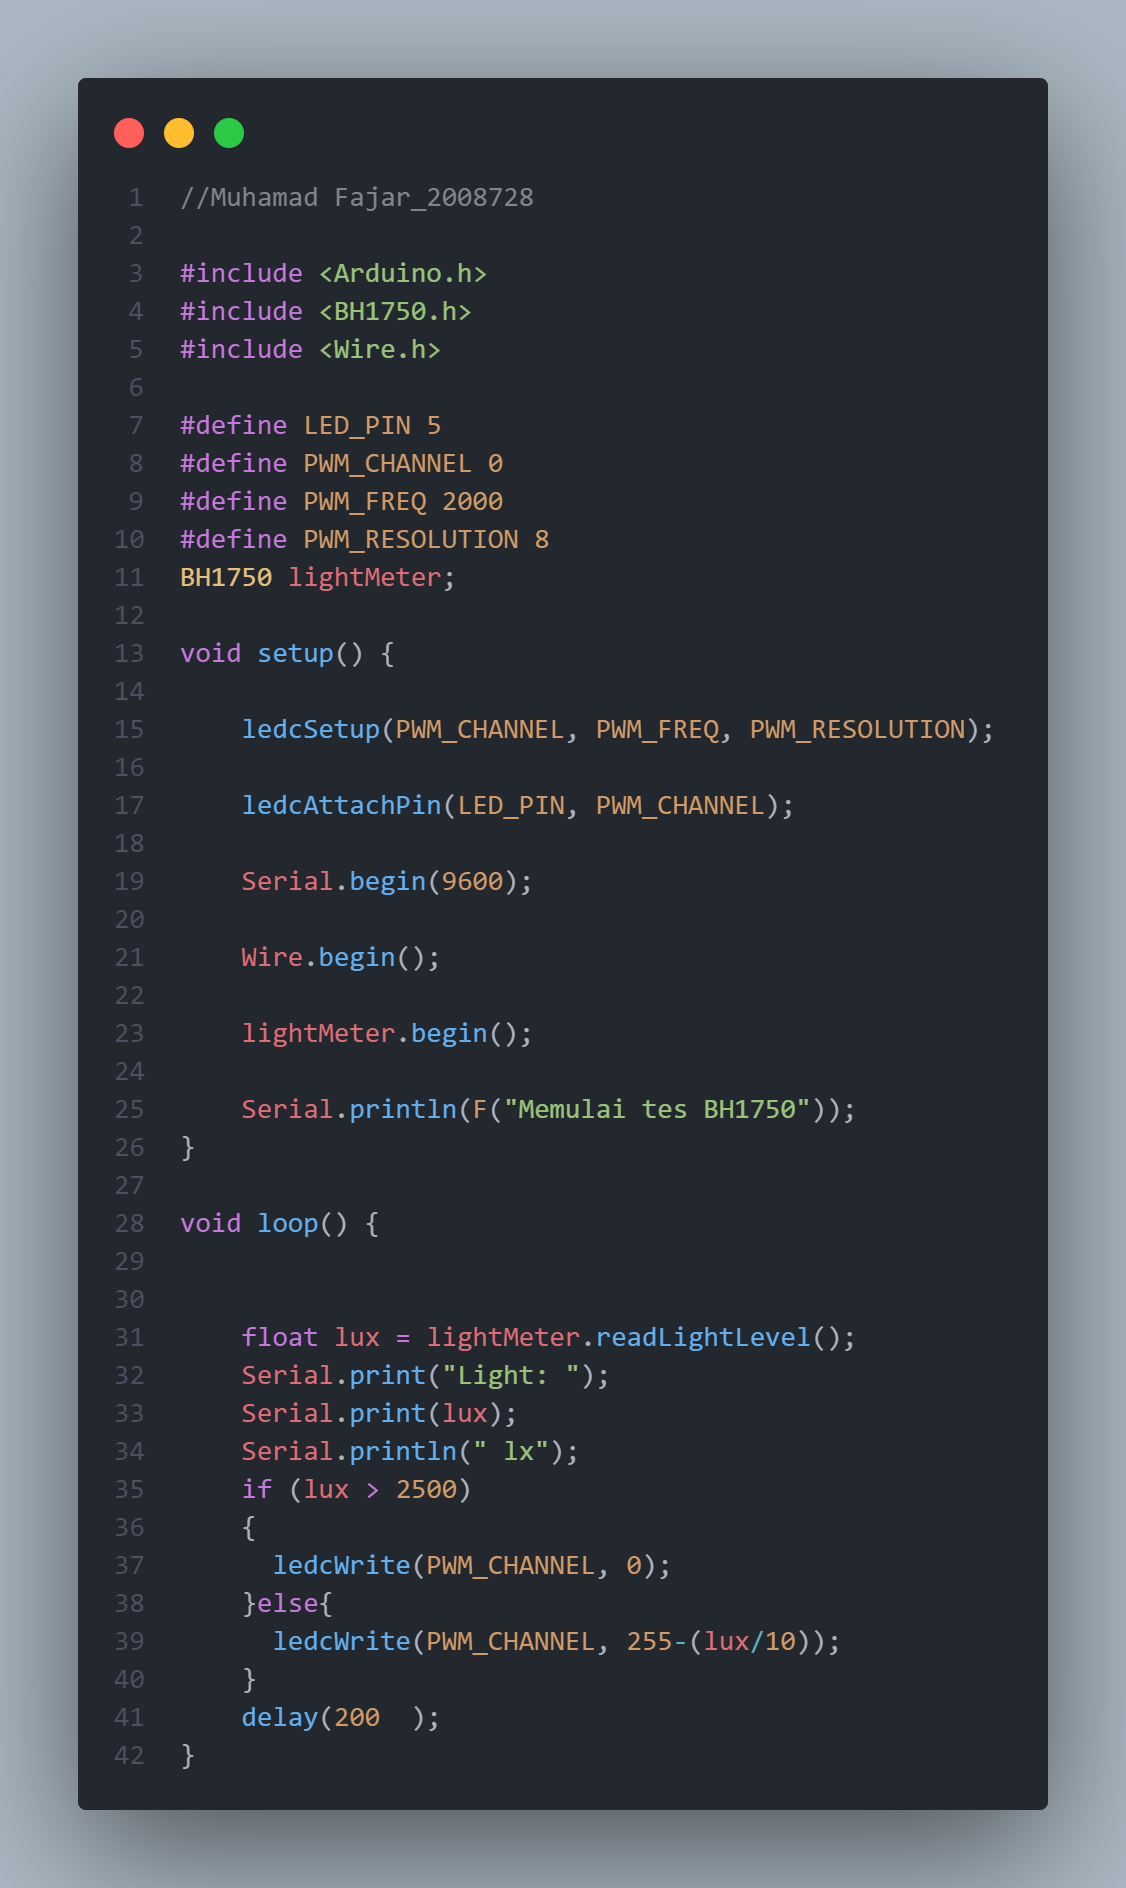 1 //Muhamad Fajar_2008728
2
3 #include <Arduino.h>
4 #include <BH1750.h>
5 #include <Wire.h>
6
7 #define LED_PIN 5
8 #define PWM_CHANNEL 0
9 #define PWM_FREQ 2000
10 #define PWM_RESOLUTION 8
11 BH1750 lightMeter;
12
13 void setup() {
14
15     ledcSetup(PWM_CHANNEL, PWM_FREQ, PWM_RESOLUTION);
16
17     ledcAttachPin(LED_PIN, PWM_CHANNEL);
18
19     Serial.begin(9600);
20
21     Wire.begin();
22
23     lightMeter.begin();
24
25     Serial.println(F("Memulai tes BH1750"));
26 }
27
28 void loop() {
29
30
31     float lux = lightMeter.readLightLevel();
32     Serial.print("Light: ");
33     Serial.print(lux);
34     Serial.println(" lx");
35     if (lux > 2500)
36     {
37       ledcWrite(PWM_CHANNEL, 0);
38     }else{
39       ledcWrite(PWM_CHANNEL, 255-(lux/10));
40     }
41     delay(200  );
42 }